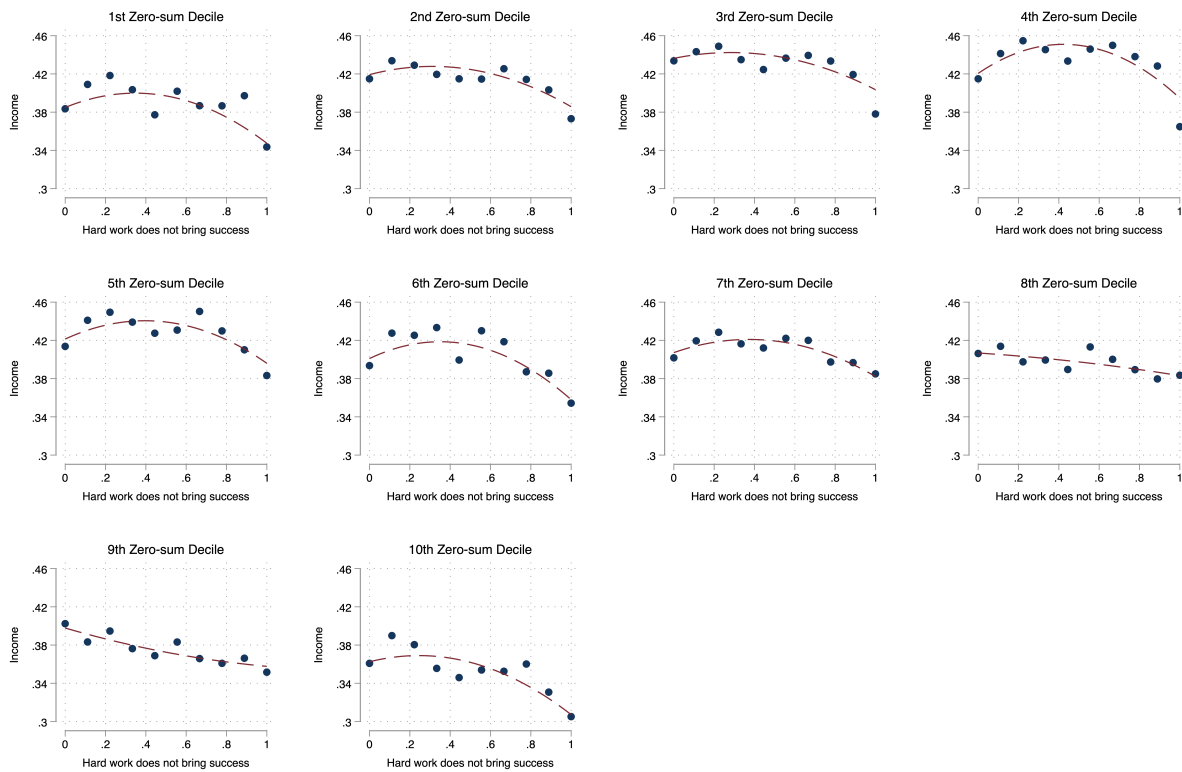 1st Zero-sum Decile
.46
.42
.38
.34
.3
Income
0 .2 .4 .6 .8 1
Hard work does not bring success
2nd Zero-sum Decile
.46
.42
.38
.34
.3
Income
0 .2 .4 .6 .8 1
Hard work does not bring success
3rd Zero-sum Decile
.46
.42
.38
.34
.3
Income
0 .2 .4 .6 .8 1
Hard work does not bring success
4th Zero-sum Decile
.46
.42
.38
.34
.3
Income
0 .2 .4 .6 .8 1
Hard work does not bring success
5th Zero-sum Decile
.46
.42
.38
.34
.3
Income
0 .2 .4 .6 .8 1
Hard work does not bring success
6th Zero-sum Decile
.46
.42
.38
.34
.3
Income
0 .2 .4 .6 .8 1
Hard work does not bring success
7th Zero-sum Decile
.46
.42
.38
.34
.3
Income
0 .2 .4 .6 .8 1
Hard work does not bring success
8th Zero-sum Decile
.46
.42
.38
.34
.3
Income
0 .2 .4 .6 .8 1
Hard work does not bring success
9th Zero-sum Decile
.46
.42
.38
.34
.3
Income
0 .2 .4 .6 .8 1
Hard work does not bring success
10th Zero-sum Decile
.46
.42
.38
.34
.3
Income
0 .2 .4 .6 .8 1
Hard work does not bring success